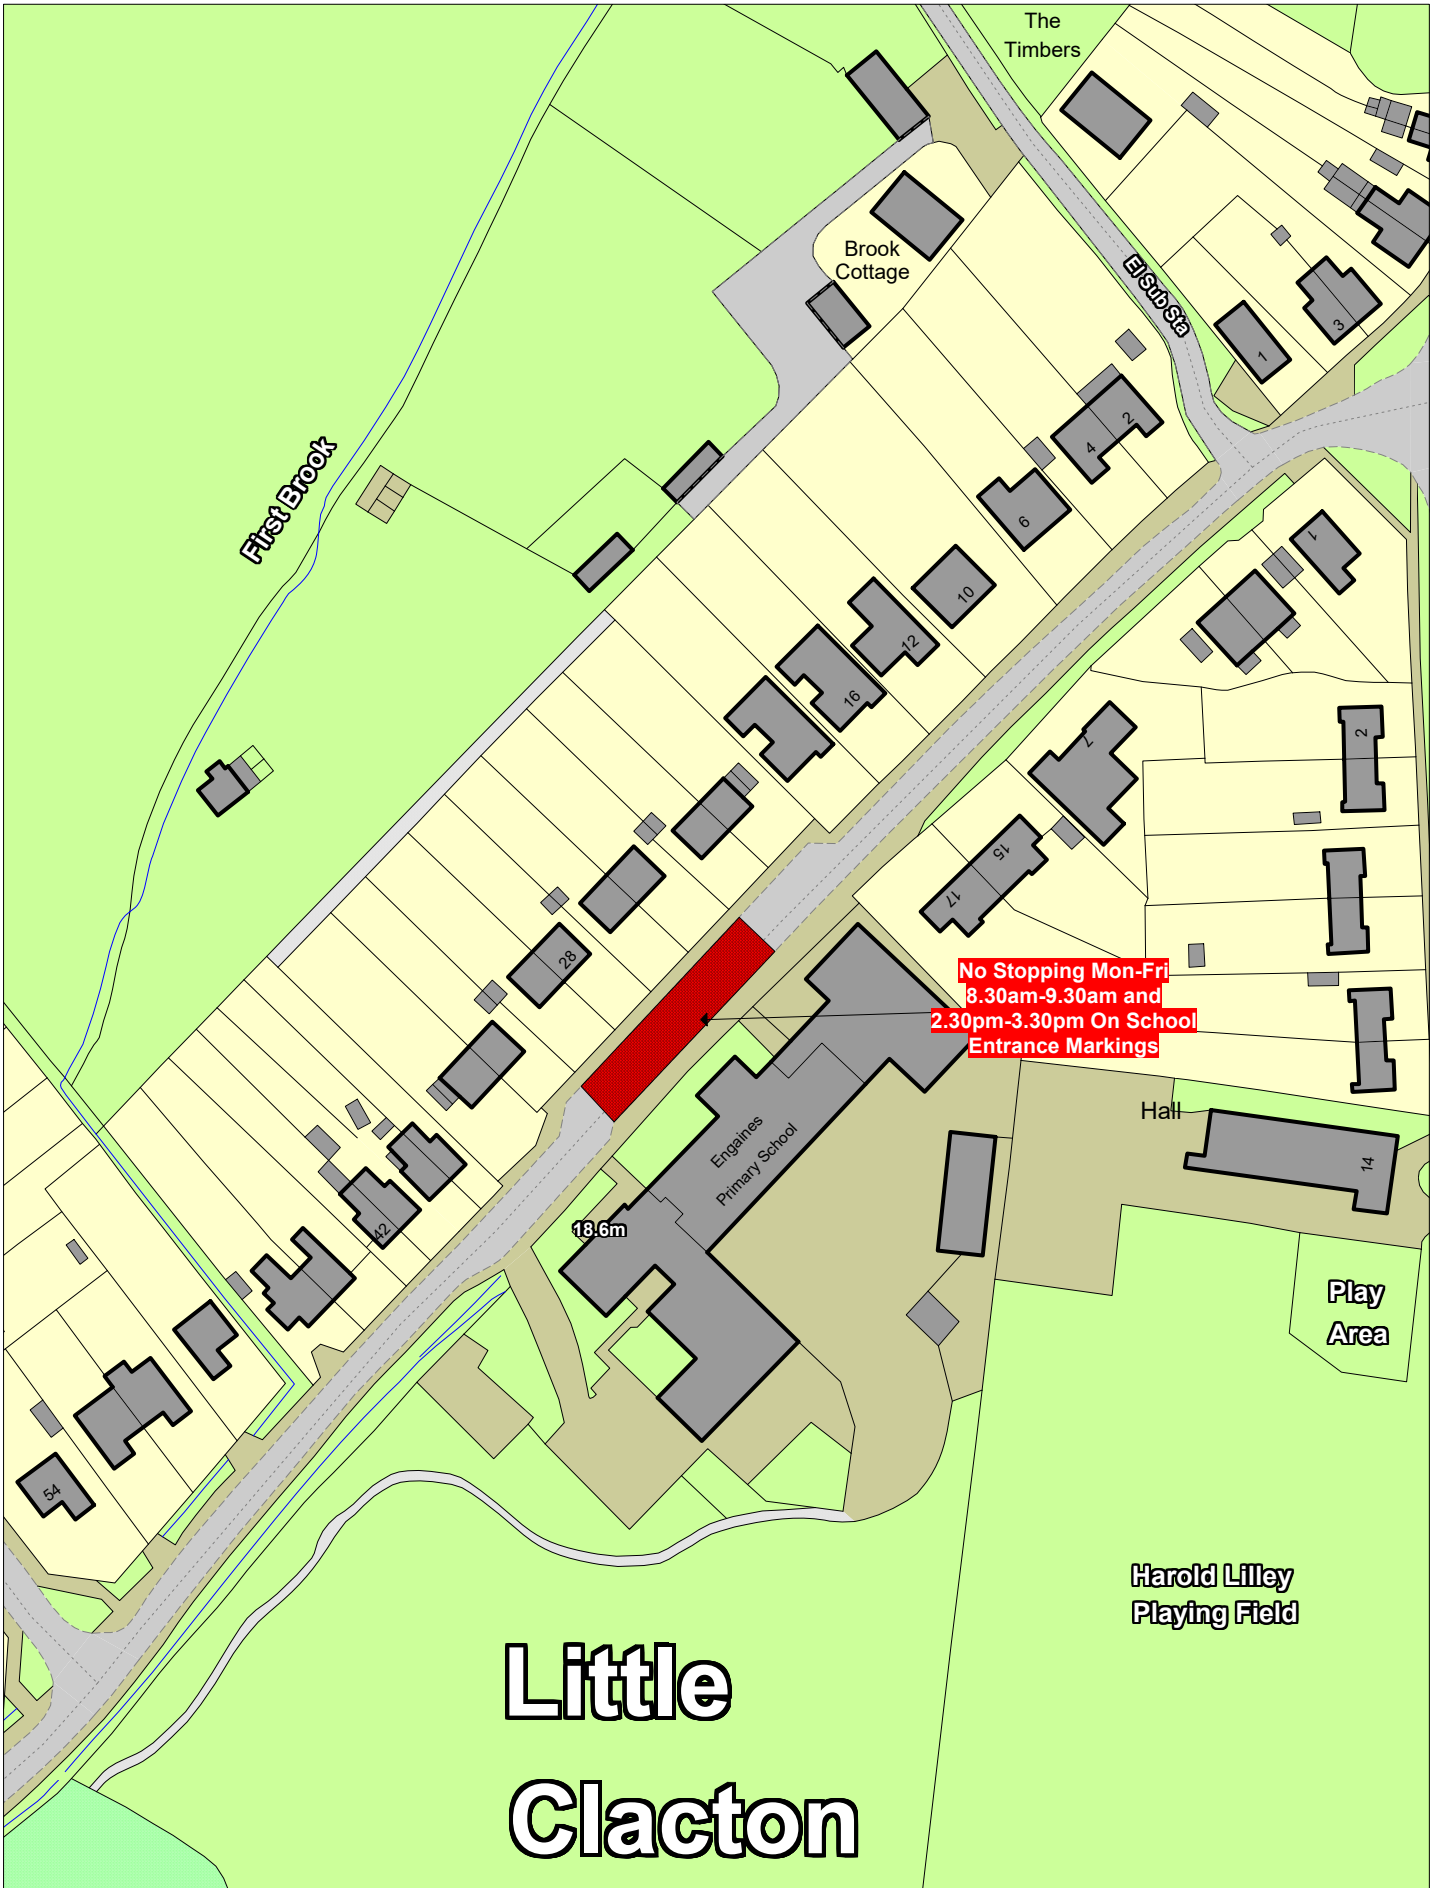 The
Timbers
Brook
Cottage
El Sub Sta
3
1
First Brook
2
4
6
1
10
12
16
2
7
15
17
28
No Stopping Mon-Fri
8.30am-9.30am and
2.30pm-3.30pm On School
Entrance Markings
Hall
14
Engaines
Primary School
42
18.6m
Play
Area
54
Harold Lilley
Playing Field
Little
Clacton